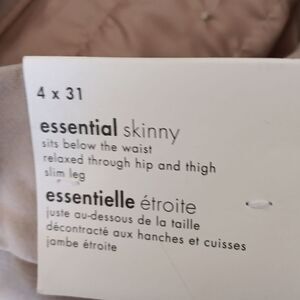 4 x 31
essential skinny
sits below the waist
relaxed through hip and thigh
slim leg
essentielle étroite
juste au-dessous de la taille
décontracté aux hanches et cuisses
jambe étroite